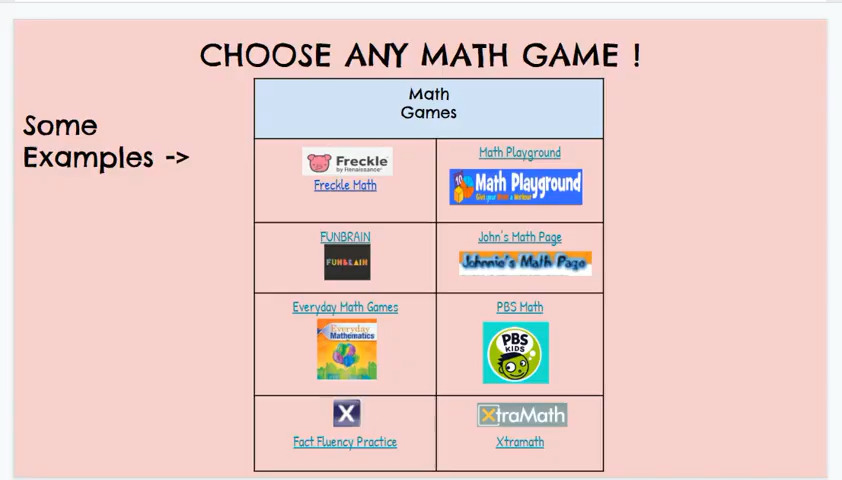 CHOOSE ANY MATH GAME !
Some
Examples ->
Math
Games
Freckle
by Renaissance
Freckle Math
Math Playground
Math Playground
FUNBRAIN
FUNBRAIN
John's Math Page
Johnnie's Math Page
Everyday Math Games
Everyday
Mathematics
PBS Math
PBS
KIDS
X
Fact Fluency Practice
XtraMath
Xtramath